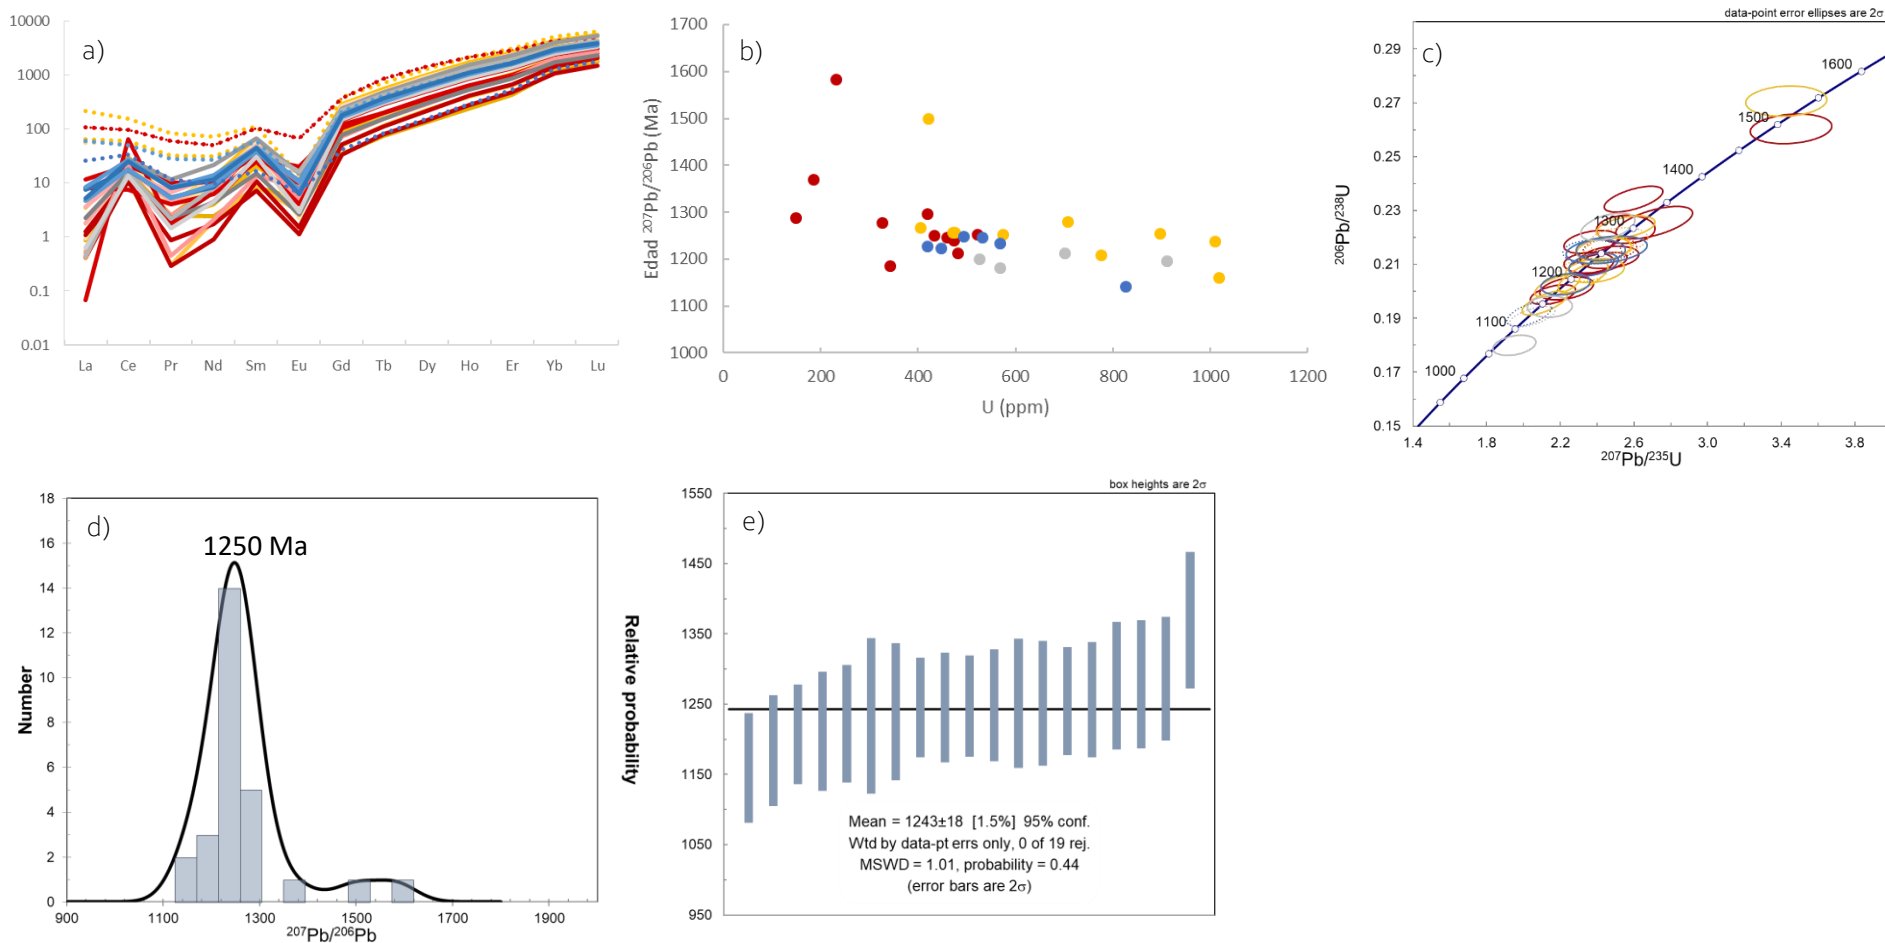 a)
10000
1000
100
10
1
0.1
0.01
La Ce Pr Nd Sm Eu Gd Tb Dy Ho Er Yb Lu
b)
Edad ²⁰⁷Pb/²⁰⁶Pb (Ma)
1700
1600
1500
1400
1300
1200
1100
1000
0 200 400 600 800 1000 1200
U (ppm)
data-point error ellipses are 2σ
c)
²⁰⁶Pb/²³⁸U
0.29
0.27
0.25
0.23
0.21
0.19
0.17
0.15
1600
1500
1400
1300
1200
1100
1000
1.4 1.8 2.2 2.6 3.0 3.4 3.8
²⁰⁷Pb/²³⁵U
d)
1250 Ma
Number
18
16
14
12
10
8
6
4
2
0
900 1100 1300 1500 1700 1900
²⁰⁷Pb/²⁰⁶Pb
Relative probability
box heights are 2σ
e)
1550
1450
1350
1250
1150
1050
950
Mean = 1243±18 [1.5%] 95% conf.
Wtd by data-pt errs only, 0 of 19 rej.
MSWD = 1.01, probability = 0.44
(error bars are 2σ)